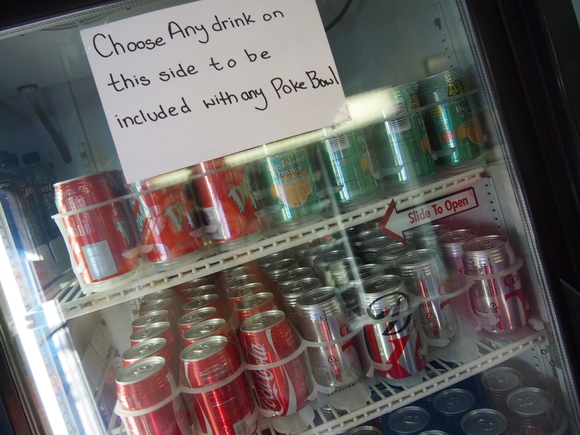 Choose Any drink on
this side to be
included with any Poke Bowl
Slide To Open
Coca-Cola